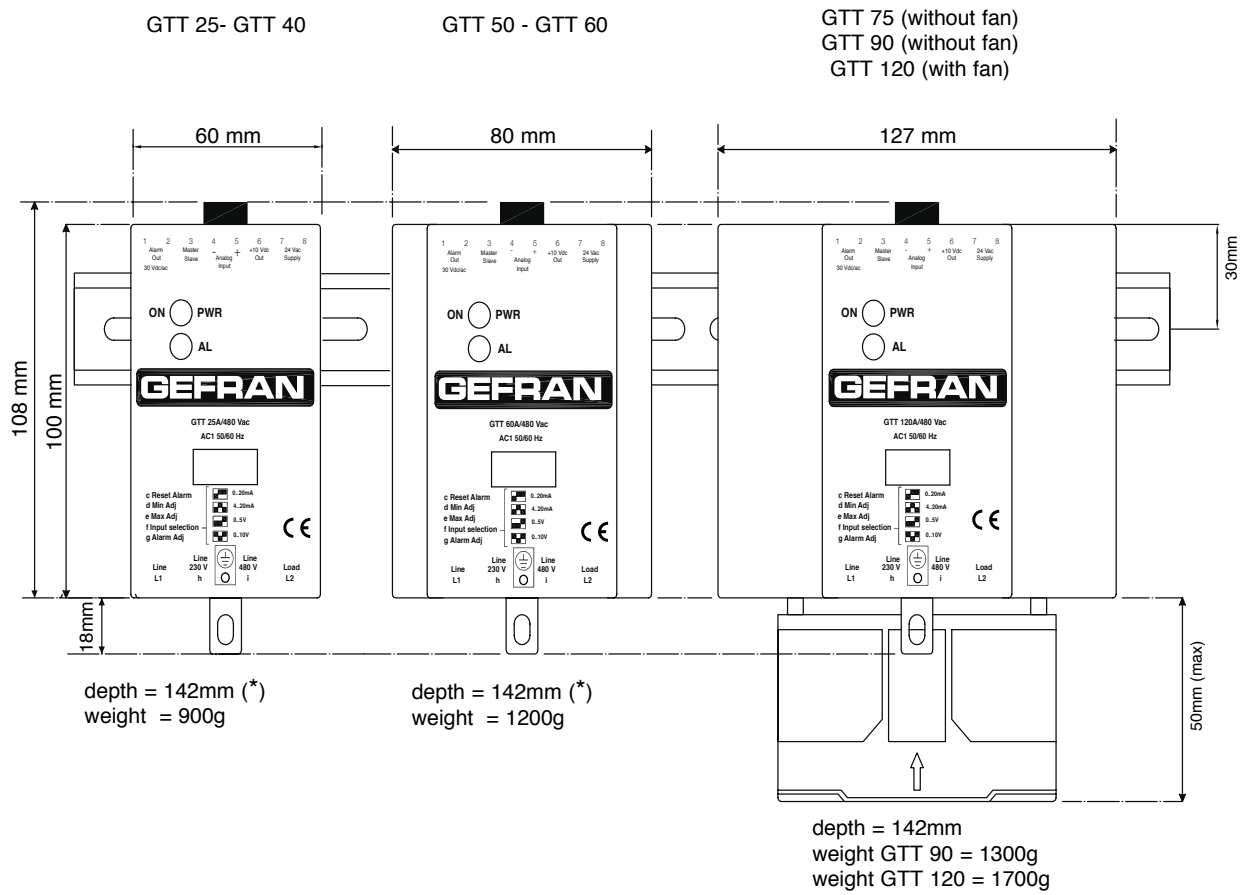 GTT 25- GTT 40
GTT 50 - GTT 60
GTT 75 (without fan)
GTT 90 (without fan)
GTT 120 (with fan)
60 mm
80 mm
127 mm
108 mm
100 mm
18mm
30mm
50mm (max)
1 2 3 4 5 6 7 8
Alarm Out Master Slave - + Analog Input +10 Vdc Out 24 Vac Supply
30 Vdc/ac
ON PWR
AL
GEFRAN
GTT 25A/480 Vac
AC1 50/60 Hz
c Reset Alarm 0..20mA
d Min Adj 4..20mA
e Max Adj 0..5V
f Input selection
g Alarm Adj 0..10V
CE
Line Line
Line 230 V 480 V Load
L1 h i L2
1 2 3 4 5 6 7 8
Alarm Out Master Slave - + Analog Input +10 Vdc Out 24 Vac Supply
30 Vdc/ac
ON PWR
AL
GEFRAN
GTT 60A/480 Vac
AC1 50/60 Hz
c Reset Alarm 0..20mA
d Min Adj 4..20mA
e Max Adj 0..5V
f Input selection
g Alarm Adj 0..10V
CE
Line Line
Line 230 V 480 V Load
L1 h i L2
1 2 3 4 5 6 7 8
Alarm Out Master Slave - + Analog Input +10 Vdc Out 24 Vac Supply
30 Vdc/ac
ON PWR
AL
GEFRAN
GTT 120A/480 Vac
AC1 50/60 Hz
c Reset Alarm 0..20mA
d Min Adj 4..20mA
e Max Adj 0..5V
f Input selection
g Alarm Adj 0..10V
CE
Line Line
Line 230 V 480 V Load
L1 h i L2
depth = 142mm (*)
weight = 900g
depth = 142mm (*)
weight = 1200g
depth = 142mm
weight GTT 90 = 1300g
weight GTT 120 = 1700g